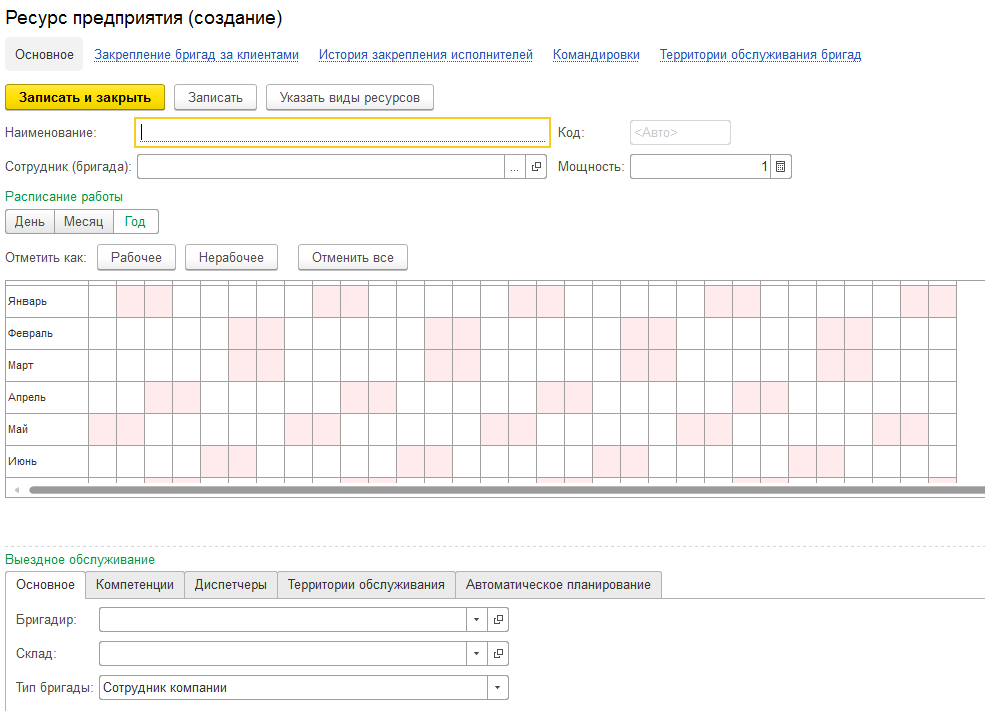 Ресурс предприятия (создание)
Основное Закрепление бригад за клиентами История закрепления исполнителей Командировки Территории обслуживания бригад
Записать и закрыть Записать Указать виды ресурсов
Наименование: Код: <Авто>
Сотрудник (бригада): ... Мощность: 1
Расписание работы
День Месяц Год
Отметить как: Рабочее Нерабочее Отменить все
Январь
Февраль
Март
Апрель
Май
Июнь
Выездное обслуживание
Основное Компетенции Диспетчеры Территории обслуживания Автоматическое планирование
Бригадир:
Склад:
Тип бригады: Сотрудник компании